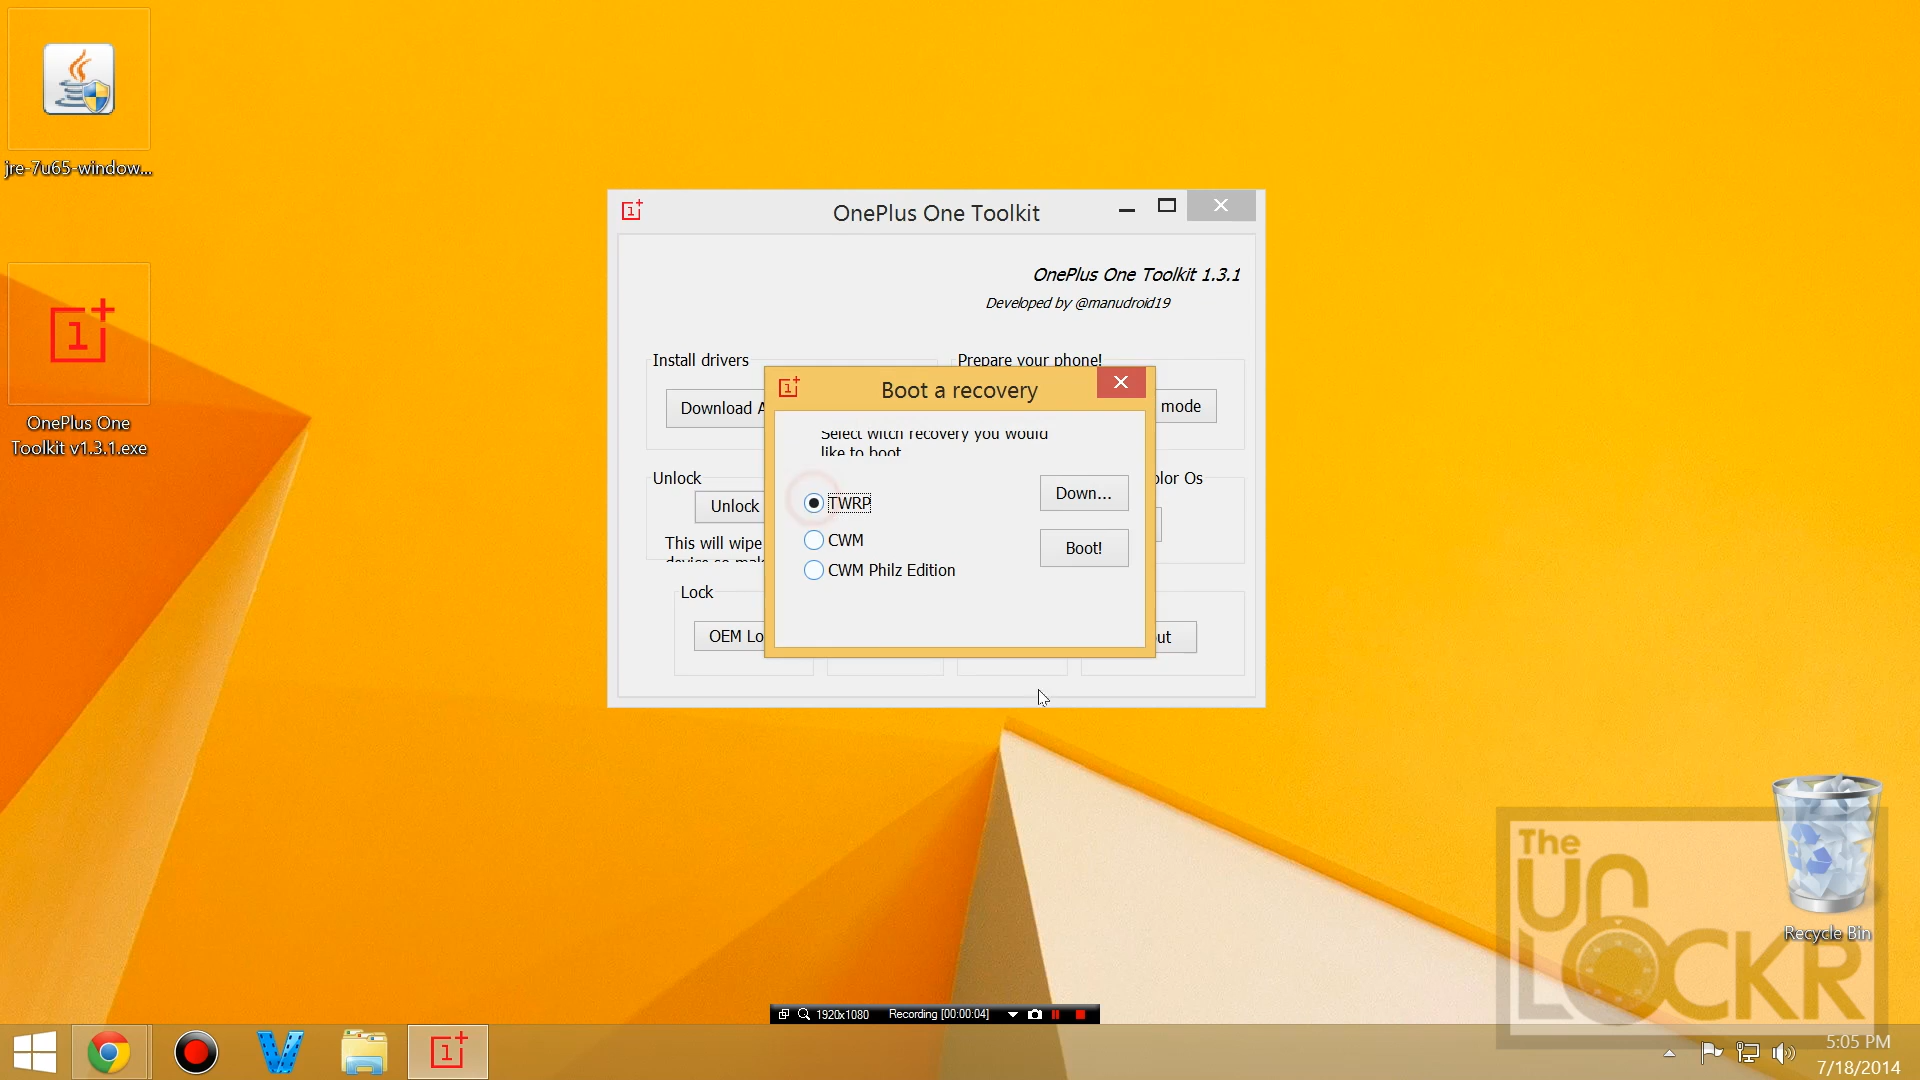 jre-7u65-window...
OnePlus One
Toolkit v1.3.1.exe
OnePlus One Toolkit
OnePlus One Toolkit 1.3.1
Developed by @manudroid19
Install drivers
Prepare your phone!
Download A
mode
Boot a recovery
Select witch recovery you would
like to boot
TWRP
CWM
CWM Philz Edition
Down...
Boot!
Unlock
Unlock
This will wipe
olor Os
Lock
OEM Lo
ut
The
UNLOCKR
Recycle Bin
1920x1080 Recording [00:00:04]
5:05 PM
7/18/2014